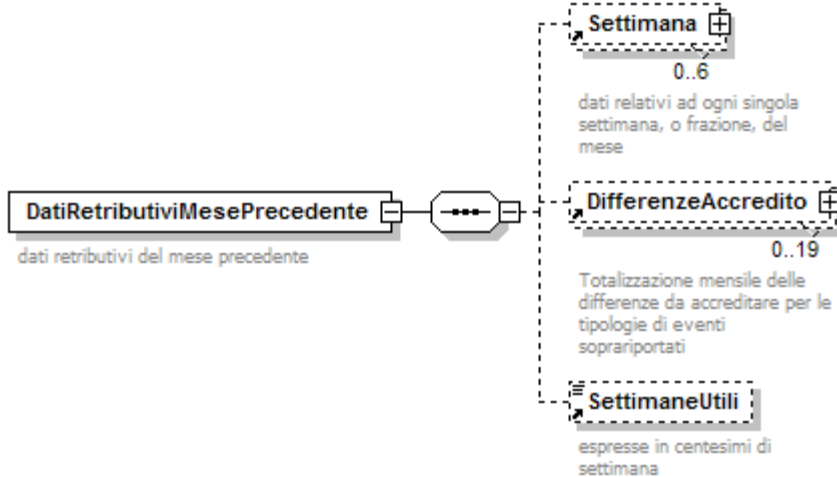 Settimana
0..6
dati relativi ad ogni singola
settimana, o frazione, del
mese
DatiRetributiviMesePrecedente
dati retributivi del mese precedente
DifferenzeAccredito
0..19
Totalizzazione mensile delle
differenze da accreditare per le
tipologie di eventi
soprariportati
SettimaneUtili
espresse in centesimi di
settimana